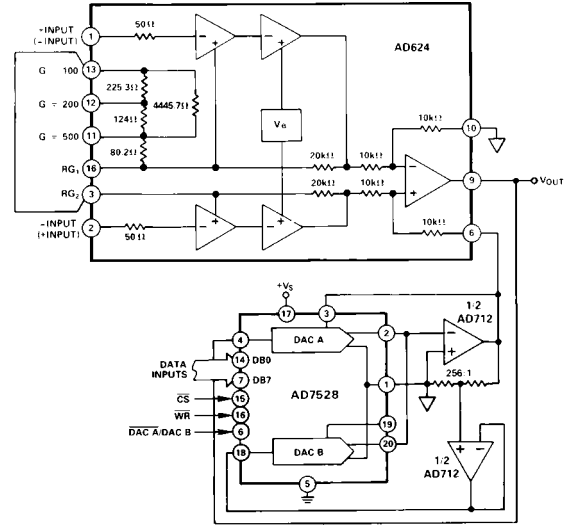 +INPUT
(−INPUT)
1
50Ω
AD624
G = 100
13
225.3Ω
G = 200
12
124Ω
4445.7Ω
VB
G = 500
11
80.2Ω
10kΩ
10
RG1
16
20kΩ
10kΩ
9
VOUT
RG2
3
20kΩ
10kΩ
−INPUT
(+INPUT)
2
50Ω
10kΩ
6
+VS
17
3
1/2
AD712
4
DAC A
2
DATA
INPUTS
14
DB0
256:1
7
DB7
AD7528
1
CS
15
WR
16
DAC A/DAC B
6
19
20
18
DAC B
5
1/2
AD712